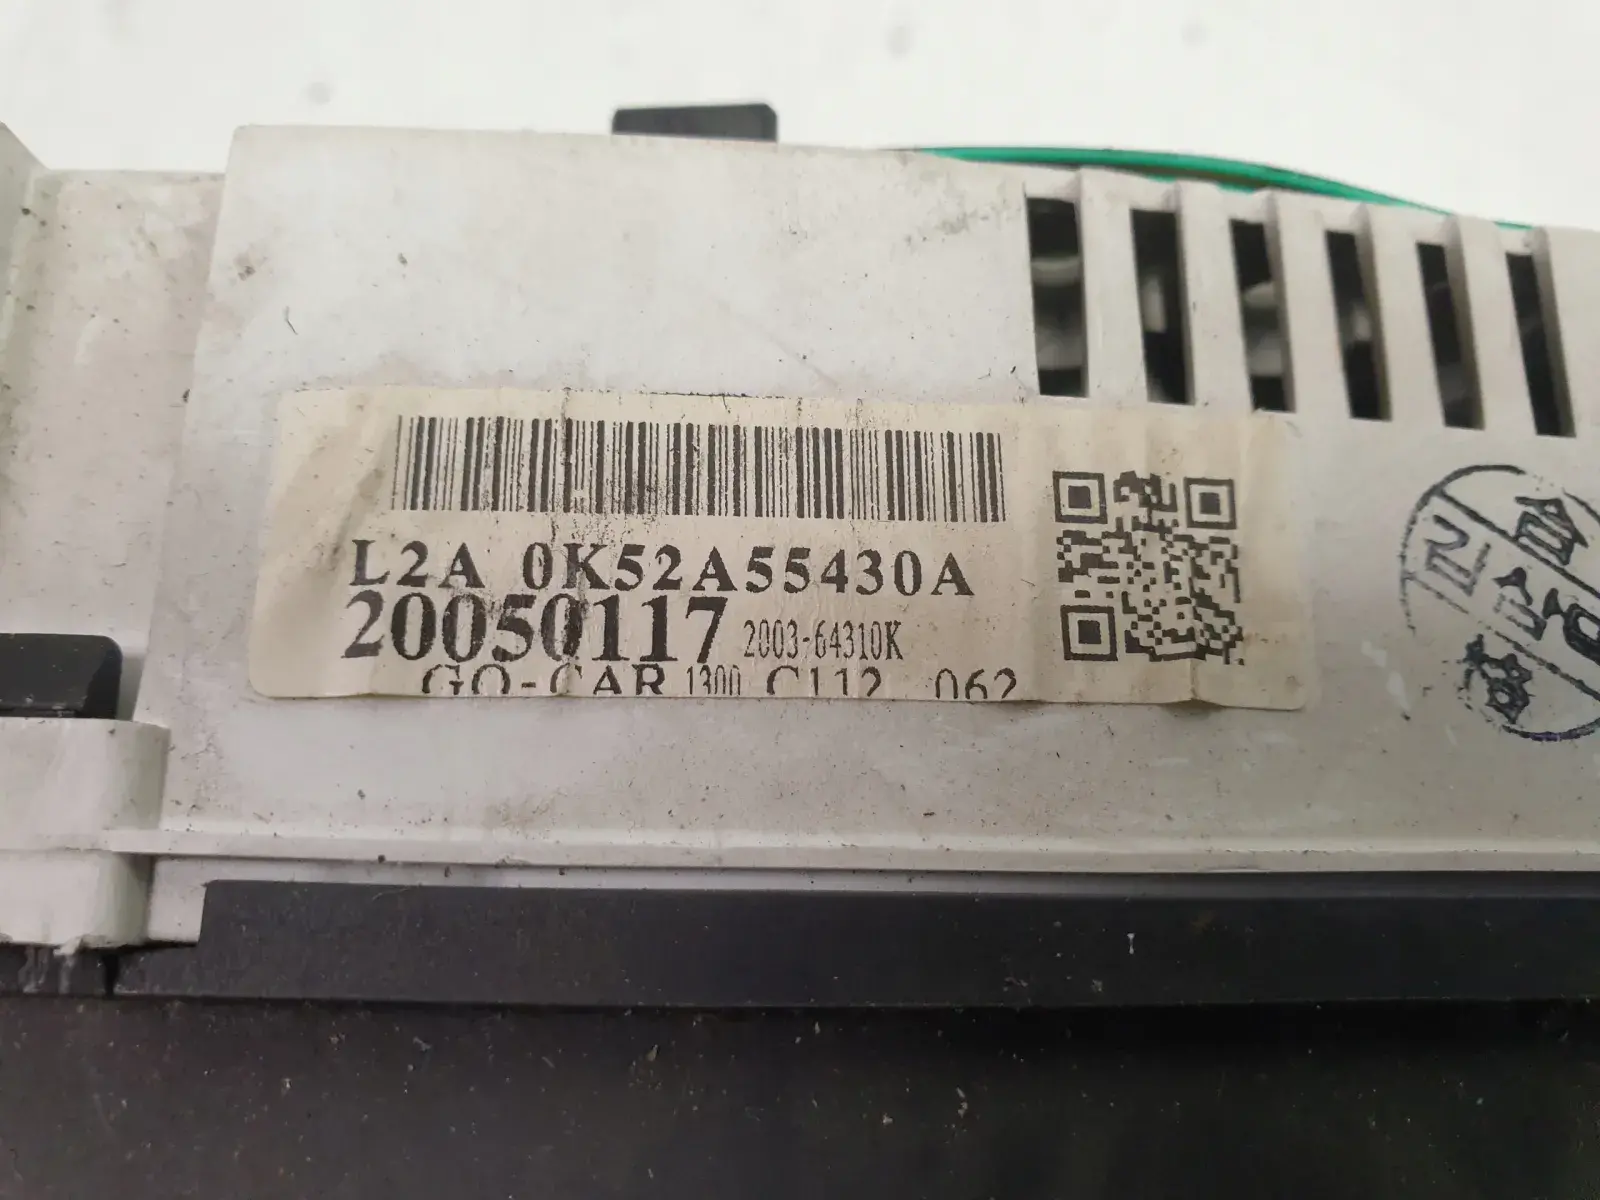 L2A 0K52A55430A
20050117 2003-64310K
GO-CAR 1300 C112 062